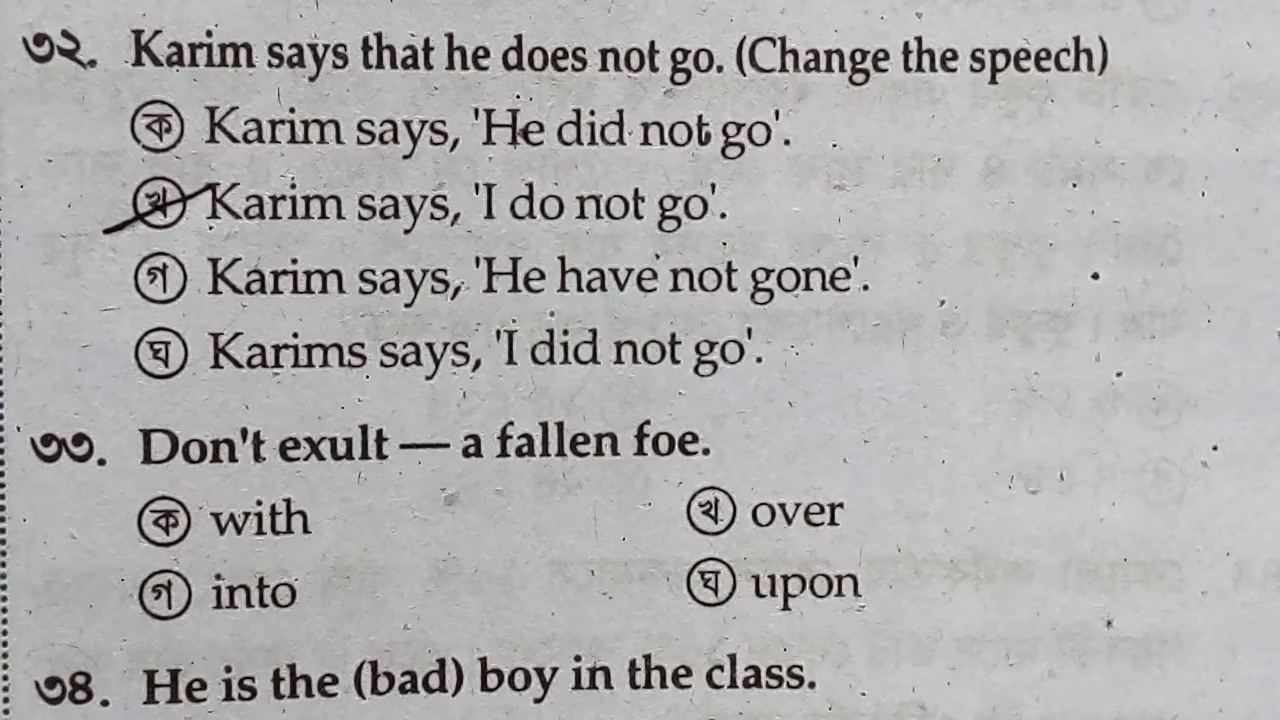 ৩২. Karim says that he does not go. (Change the speech)
ক Karim says, 'He did not go'.
খ Karim says, 'I do not go'.
গ Karim says, 'He have not gone'.
ঘ Karims says, 'I did not go'.
৩৩. Don't exult — a fallen foe.
ক with খ over
গ into ঘ upon
৩৪. He is the (bad) boy in the class.